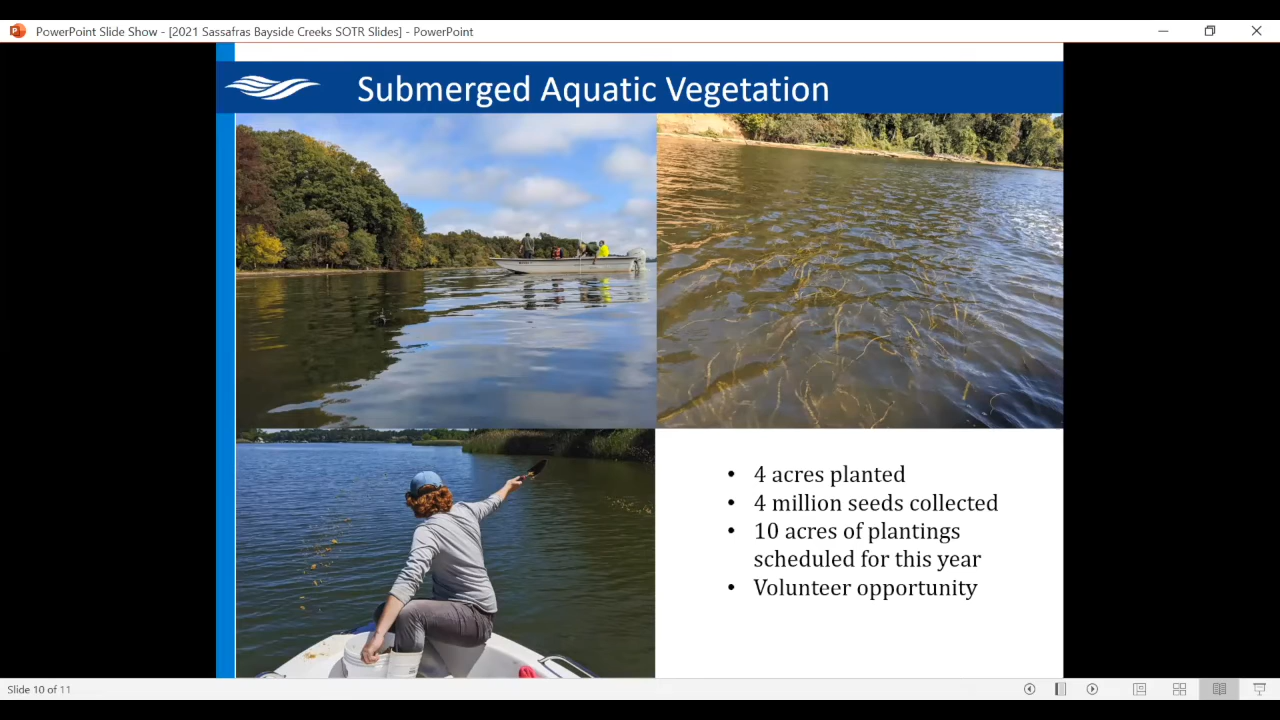 PowerPoint Slide Show - [2021 Sassafras Bayside Creeks SOTR Slides] - PowerPoint
Submerged Aquatic Vegetation
• 4 acres planted
• 4 million seeds collected
• 10 acres of plantings
scheduled for this year
• Volunteer opportunity
Slide 10 of 11